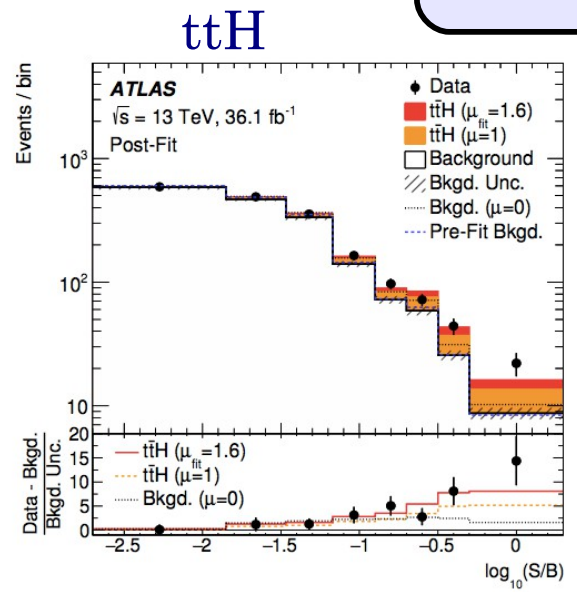 ttH
ATLAS
√s = 13 TeV, 36.1 fb⁻¹
Post-Fit
Data
tt̄H (μ_fit=1.6)
tt̄H (μ=1)
Background
Bkgd. Unc.
Bkgd. (μ=0)
Pre-Fit Bkgd.
Events / bin
10³
10²
10
20
15
10
5
0
Data - Bkgd.
Bkgd. Unc.
tt̄H (μ_fit=1.6)
tt̄H (μ=1)
Bkgd. (μ=0)
−2.5 −2 −1.5 −1 −0.5 0
log₁₀(S/B)